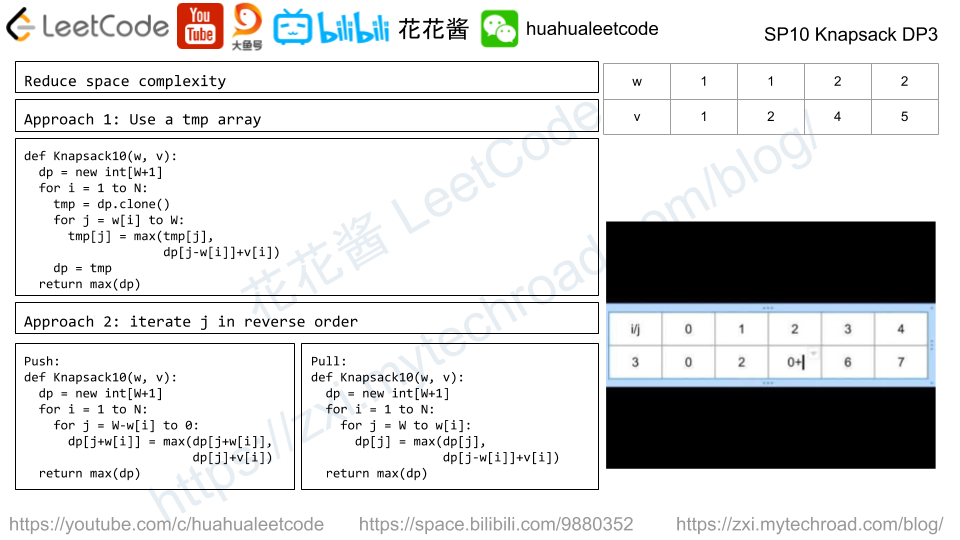 LeetCode
You
Tube
大鱼号
bilibili 花花酱
huahualeetcode
SP10 Knapsack DP3
Reduce space complexity
Approach 1: Use a tmp array
def Knapsack10(w, v):
dp = new int[W+1]
for i = 1 to N:
tmp = dp.clone()
for j = w[i] to W:
tmp[j] = max(tmp[j],
dp[j-w[i]]+v[i])
dp = tmp
return max(dp)
Approach 2: iterate j in reverse order
Push:
def Knapsack10(w, v):
dp = new int[W+1]
for i = 1 to N:
for j = W-w[i] to 0:
dp[j+w[i]] = max(dp[j+w[i]],
dp[j]+v[i])
return max(dp)
Pull:
def Knapsack10(w, v):
dp = new int[W+1]
for i = 1 to N:
for j = W to w[i]:
dp[j] = max(dp[j],
dp[j-w[i]]+v[i])
return max(dp)
w 1 1 2 2
v 1 2 4 5
i/j 0 1 2 3 4
3 0 2 0+ 6 7
花花酱 LeetCode
https://zxi.mytechroad.com/blog/
https://youtube.com/c/huahualeetcode
https://space.bilibili.com/9880352
https://zxi.mytechroad.com/blog/